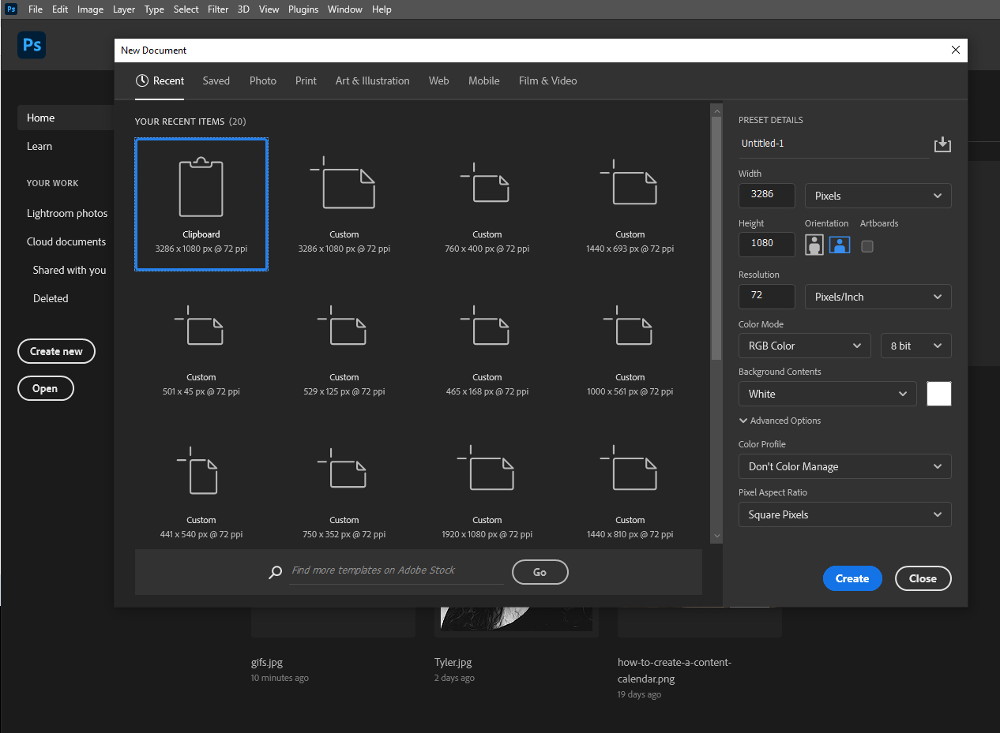 Ps File Edit Image Layer Type Select Filter 3D View Plugins Window Help
Ps
Home
Learn
YOUR WORK
Lightroom photos
Cloud documents
Shared with you
Deleted
Create new
Open
New Document
Recent Saved Photo Print Art & Illustration Web Mobile Film & Video
YOUR RECENT ITEMS (20)
Clipboard
3286 x 1080 px @ 72 ppi
Custom
3286 x 1080 px @ 72 ppi
Custom
760 x 400 px @ 72 ppi
Custom
1440 x 693 px @ 72 ppi
Custom
501 x 45 px @ 72 ppi
Custom
529 x 125 px @ 72 ppi
Custom
465 x 168 px @ 72 ppi
Custom
1000 x 561 px @ 72 ppi
Custom
441 x 540 px @ 72 ppi
Custom
750 x 352 px @ 72 ppi
Custom
1920 x 1080 px @ 72 ppi
Custom
1440 x 810 px @ 72 ppi
Find more templates on Adobe Stock
Go
PRESET DETAILS
Untitled-1
Width
3286 Pixels
Height Orientation Artboards
1080
Resolution
72 Pixels/Inch
Color Mode
RGB Color 8 bit
Background Contents
White
Advanced Options
Color Profile
Don't Color Manage
Pixel Aspect Ratio
Square Pixels
Create Close
gifs.jpg
10 minutes ago
Tyler.jpg
2 days ago
how-to-create-a-content-
calendar.png
19 days ago